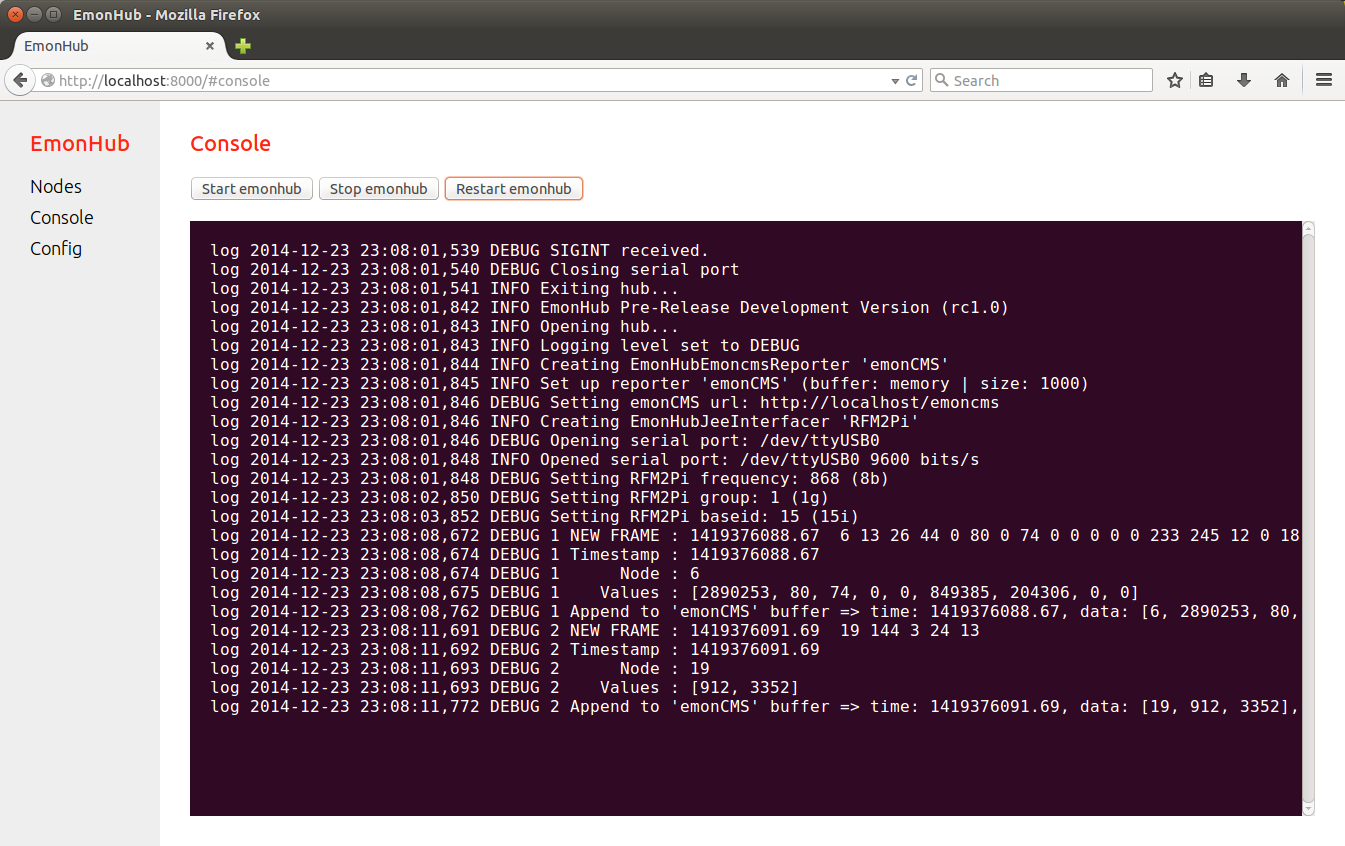 EmonHub - Mozilla Firefox
EmonHub
http://localhost:8000/#console
Search
EmonHub
Nodes
Console
Config
Console
Start emonhub Stop emonhub Restart emonhub
log 2014-12-23 23:08:01,539 DEBUG SIGINT received.
log 2014-12-23 23:08:01,540 DEBUG Closing serial port
log 2014-12-23 23:08:01,541 INFO Exiting hub...
log 2014-12-23 23:08:01,842 INFO EmonHub Pre-Release Development Version (rc1.0)
log 2014-12-23 23:08:01,843 INFO Opening hub...
log 2014-12-23 23:08:01,843 INFO Logging level set to DEBUG
log 2014-12-23 23:08:01,844 INFO Creating EmonHubEmoncmsReporter 'emonCMS'
log 2014-12-23 23:08:01,845 INFO Set up reporter 'emonCMS' (buffer: memory | size: 1000)
log 2014-12-23 23:08:01,846 DEBUG Setting emonCMS url: http://localhost/emoncms
log 2014-12-23 23:08:01,846 INFO Creating EmonHubJeeInterfacer 'RFM2Pi'
log 2014-12-23 23:08:01,846 DEBUG Opening serial port: /dev/ttyUSB0
log 2014-12-23 23:08:01,848 INFO Opened serial port: /dev/ttyUSB0 9600 bits/s
log 2014-12-23 23:08:01,848 DEBUG Setting RFM2Pi frequency: 868 (8b)
log 2014-12-23 23:08:02,850 DEBUG Setting RFM2Pi group: 1 (1g)
log 2014-12-23 23:08:03,852 DEBUG Setting RFM2Pi baseid: 15 (15i)
log 2014-12-23 23:08:08,672 DEBUG 1 NEW FRAME : 1419376088.67  6 13 26 44 0 80 0 74 0 0 0 0 0 233 245 12 0 18
log 2014-12-23 23:08:08,674 DEBUG 1 Timestamp : 1419376088.67
log 2014-12-23 23:08:08,674 DEBUG 1      Node : 6
log 2014-12-23 23:08:08,675 DEBUG 1    Values : [2890253, 80, 74, 0, 0, 849385, 204306, 0, 0]
log 2014-12-23 23:08:08,762 DEBUG 1 Append to 'emonCMS' buffer => time: 1419376088.67, data: [6, 2890253, 80,
log 2014-12-23 23:08:11,691 DEBUG 2 NEW FRAME : 1419376091.69  19 144 3 24 13
log 2014-12-23 23:08:11,692 DEBUG 2 Timestamp : 1419376091.69
log 2014-12-23 23:08:11,693 DEBUG 2      Node : 19
log 2014-12-23 23:08:11,693 DEBUG 2    Values : [912, 3352]
log 2014-12-23 23:08:11,772 DEBUG 2 Append to 'emonCMS' buffer => time: 1419376091.69, data: [19, 912, 3352],